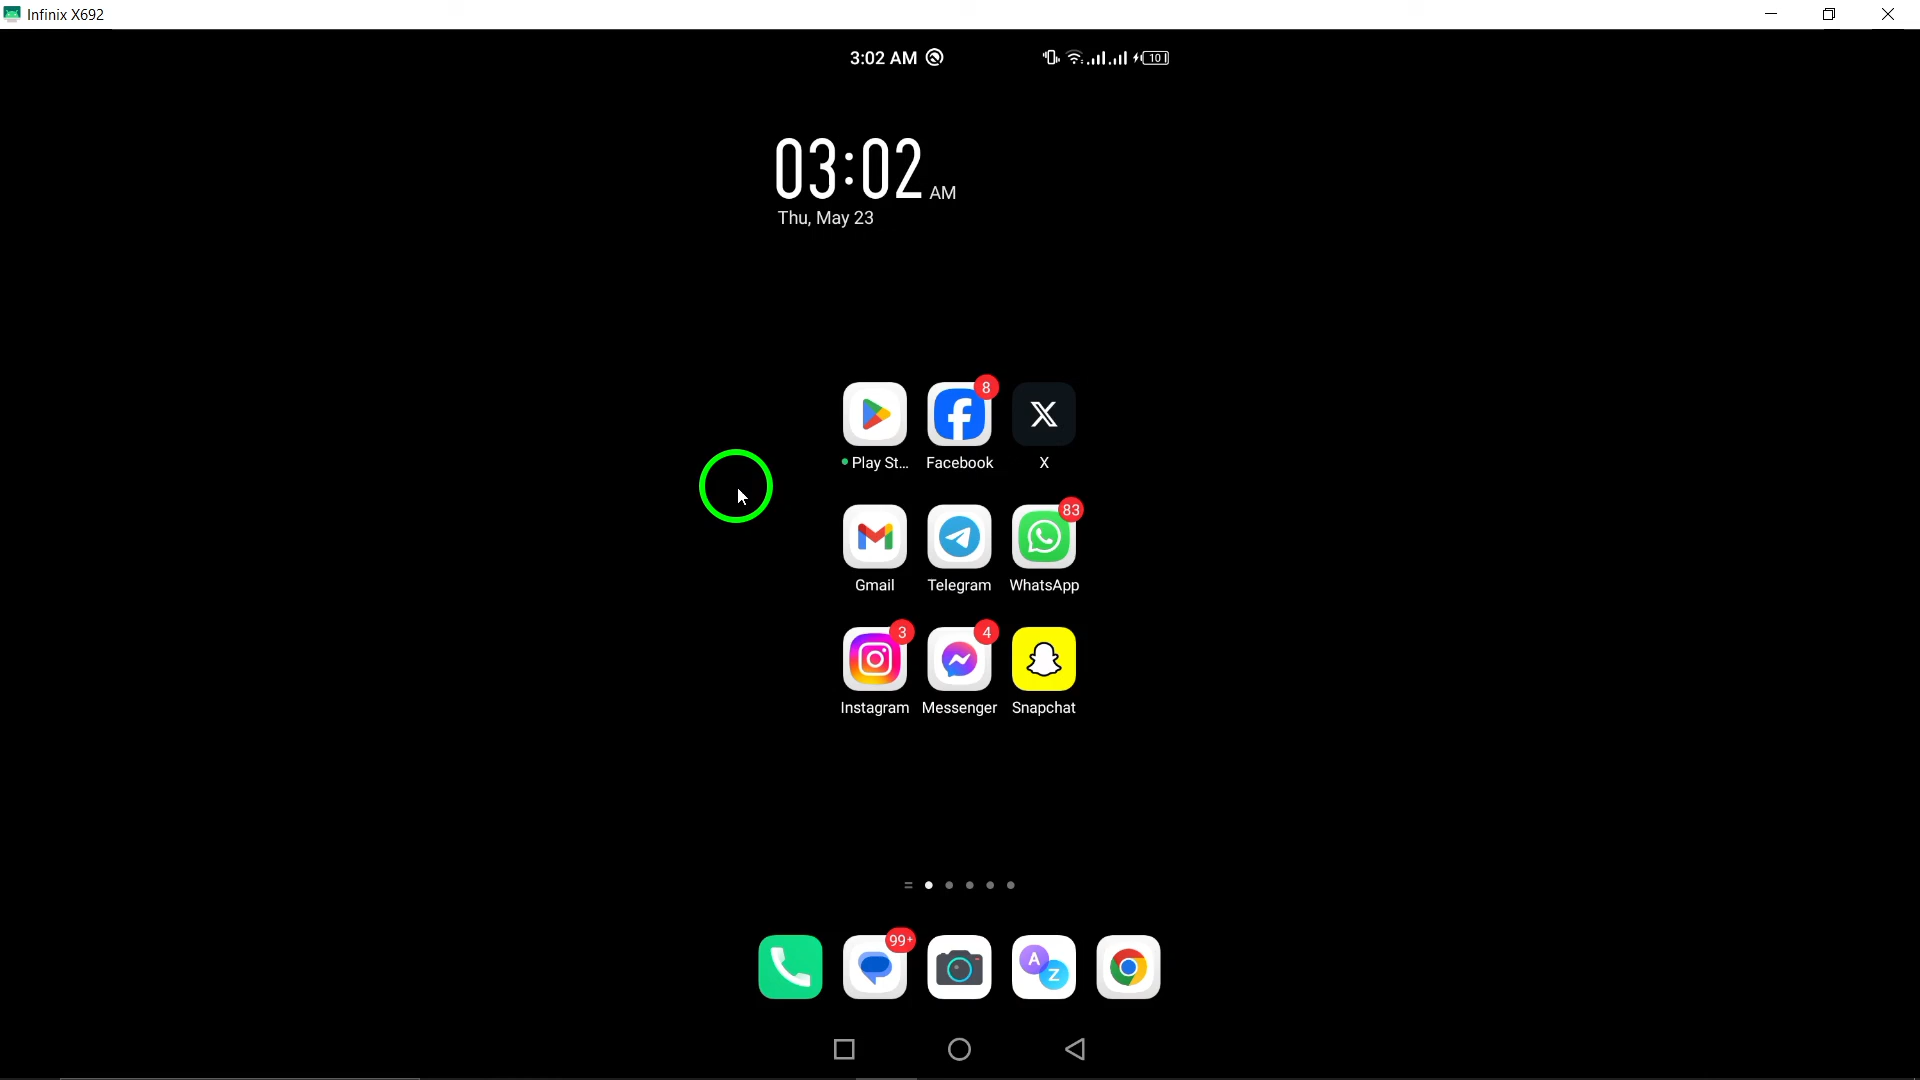 Infinix X692
3:02 AM
10
03:02 AM
Thu, May 23
8
Play St... Facebook X
83
Gmail Telegram WhatsApp
3 4
Instagram Messenger Snapchat
99+
A
Z